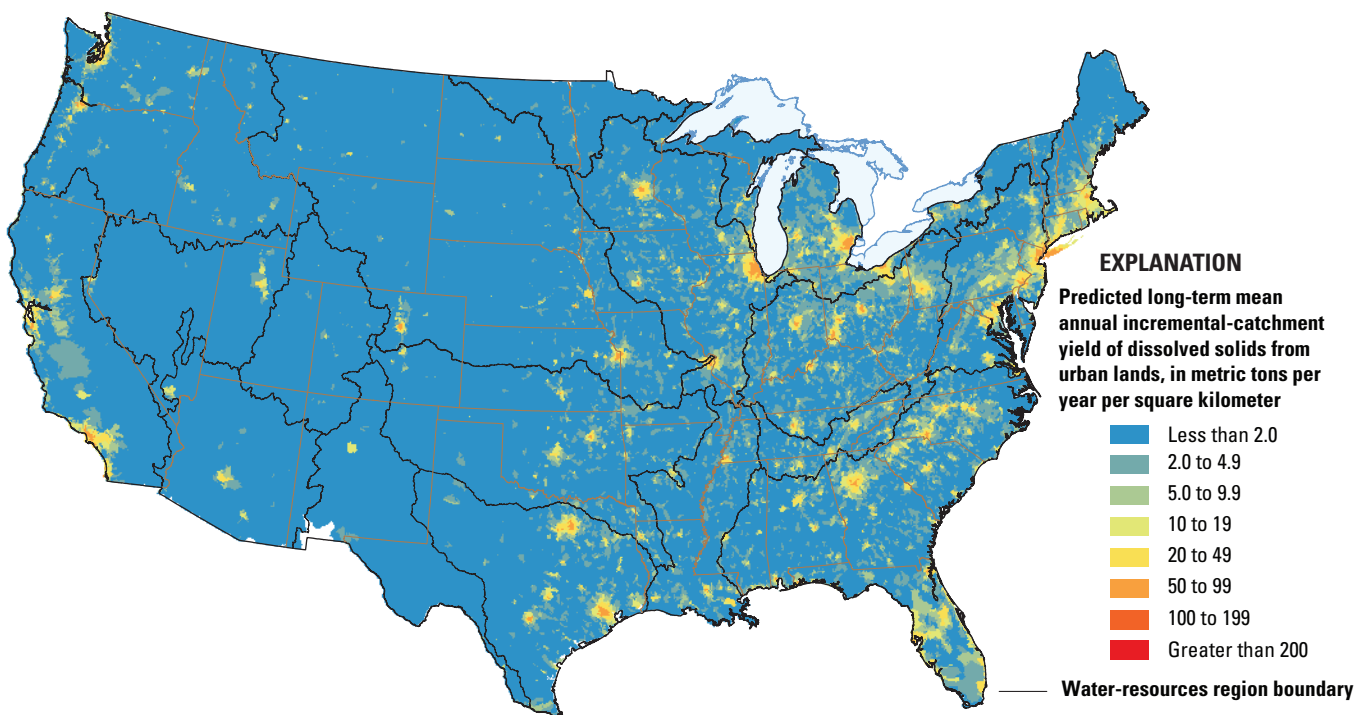 EXPLANATION
Predicted long-term mean
annual incremental-catchment
yield of dissolved solids from
urban lands, in metric tons per
year per square kilometer
Less than 2.0
2.0 to 4.9
5.0 to 9.9
10 to 19
20 to 49
50 to 99
100 to 199
Greater than 200
Water-resources region boundary